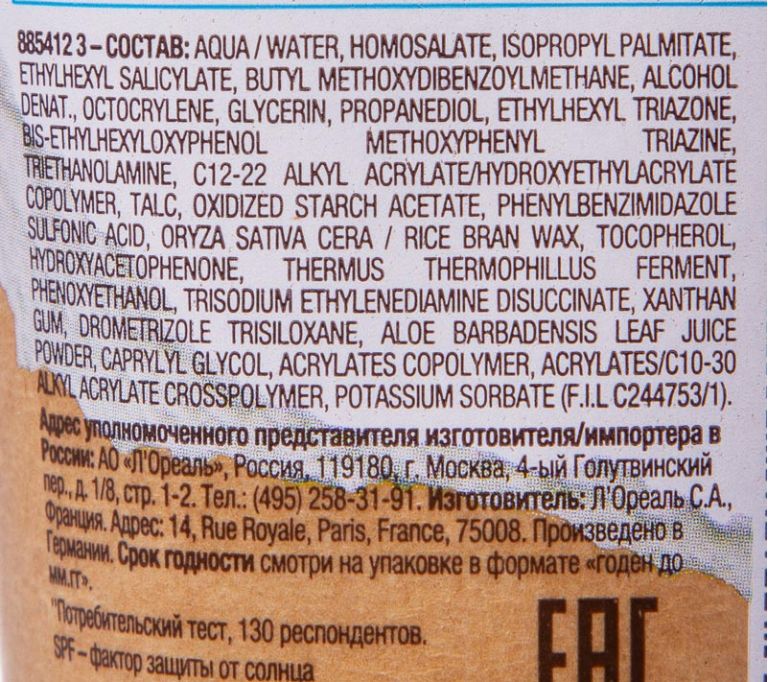 885412 3 – СОСТАВ: AQUA / WATER, HOMOSALATE, ISOPROPYL PALMITATE,
ETHYLHEXYL SALICYLATE, BUTYL METHOXYDIBENZOYLMETHANE, ALCOHOL
DENAT., OCTOCRYLENE, GLYCERIN, PROPANEDIOL, ETHYLHEXYL TRIAZONE,
BIS-ETHYLHEXYLOXYPHENOL METHOXYPHENYL TRIAZINE,
TRIETHANOLAMINE, C12-22 ALKYL ACRYLATE/HYDROXYETHYLACRYLATE
COPOLYMER, TALC, OXIDIZED STARCH ACETATE, PHENYLBENZIMIDAZOLE
SULFONIC ACID, ORYZA SATIVA CERA / RICE BRAN WAX, TOCOPHEROL,
HYDROXYACETOPHENONE, THERMUS THERMOPHILLUS FERMENT,
PHENOXYETHANOL, TRISODIUM ETHYLENEDIAMINE DISUCCINATE, XANTHAN
GUM, DROMETRIZOLE TRISILOXANE, ALOE BARBADENSIS LEAF JUICE
POWDER, CAPRYLYL GLYCOL, ACRYLATES COPOLYMER, ACRYLATES/C10-30
ALKYL ACRYLATE CROSSPOLYMER, POTASSIUM SORBATE (F.I.L C244753/1).
Адрес уполномоченного представителя изготовителя/импортера в
России: АО «Л'Ореаль», Россия, 119180, г. Москва, 4-ый Голутвинский
пер., д. 1/8, стр. 1-2. Тел.: (495) 258-31-91. Изготовитель: Л'Ореаль С.А.,
Франция. Адрес: 14, Rue Royale, Paris, France, 75008. Произведено в
Германии. Срок годности смотри на упаковке в формате «годен до
мм.гг».
"Потребительский тест, 130 респондентов.
SPF – фактор защиты от солнца
EAC